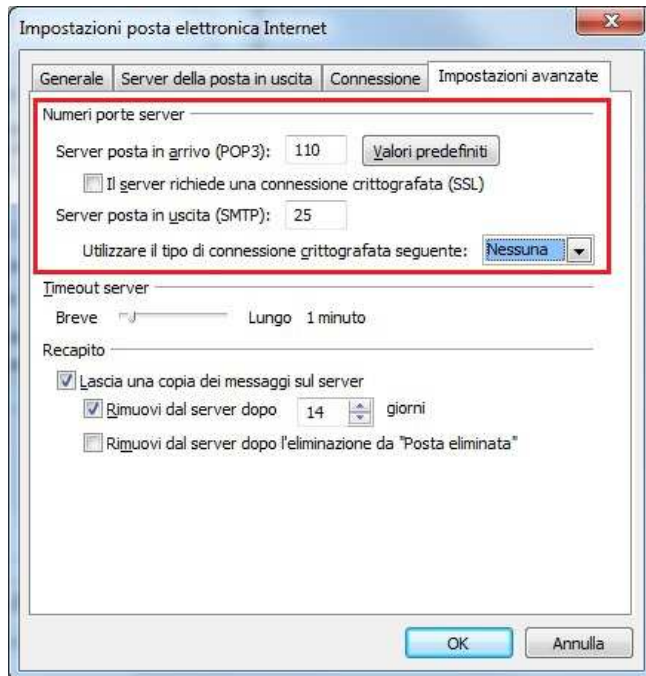 Impostazioni posta elettronica Internet
Generale Server della posta in uscita Connessione Impostazioni avanzate
Numeri porte server
Server posta in arrivo (POP3): 110 Valori predefiniti
Il server richiede una connessione crittografata (SSL)
Server posta in uscita (SMTP): 25
Utilizzare il tipo di connessione crittografata seguente: Nessuna
Timeout server
Breve Lungo 1 minuto
Recapito
Lascia una copia dei messaggi sul server
Rimuovi dal server dopo 14 giorni
Rimuovi dal server dopo l'eliminazione da "Posta eliminata"
OK Annulla